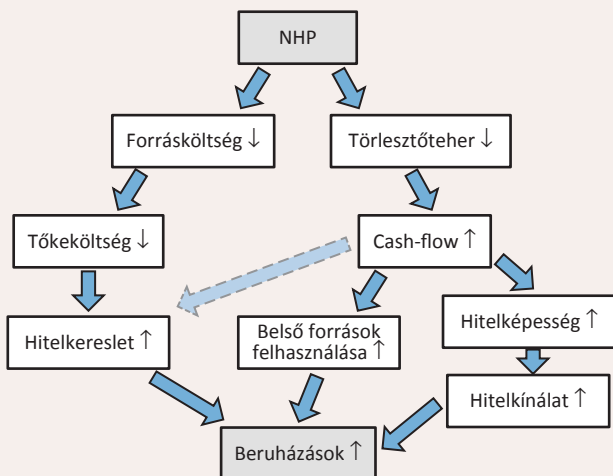 NHP
Forrásköltség ↓
Törlesztőteher ↓
Tőkeköltség ↓
Cash-flow ↑
Hitelkereslet ↑
Belső források
felhasználása ↑
Hitelképesség ↑
Hitelkínálat ↑
Beruházások ↑